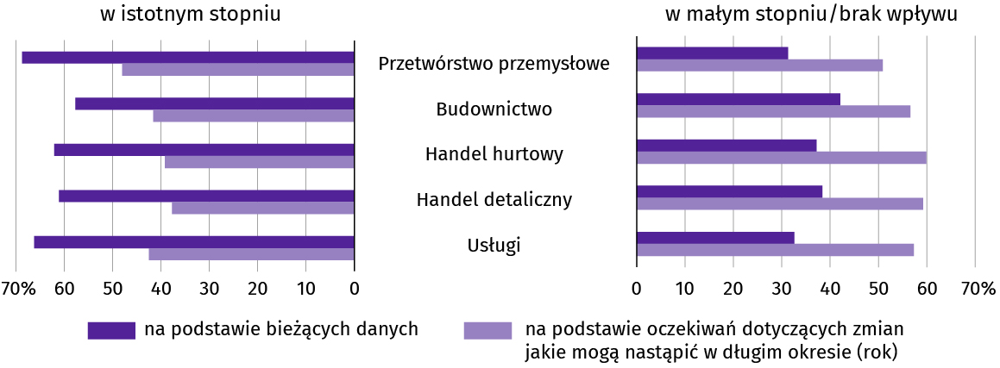 w istotnym stopniu
w małym stopniu/brak wpływu
Przetwórstwo przemysłowe
Budownictwo
Handel hurtowy
Handel detaliczny
Usługi
70% 60 50 40 30 20 10 0
0 10 20 30 40 50 60 70%
na podstawie bieżących danych
na podstawie oczekiwań dotyczących zmian
jakie mogą nastąpić w długim okresie (rok)